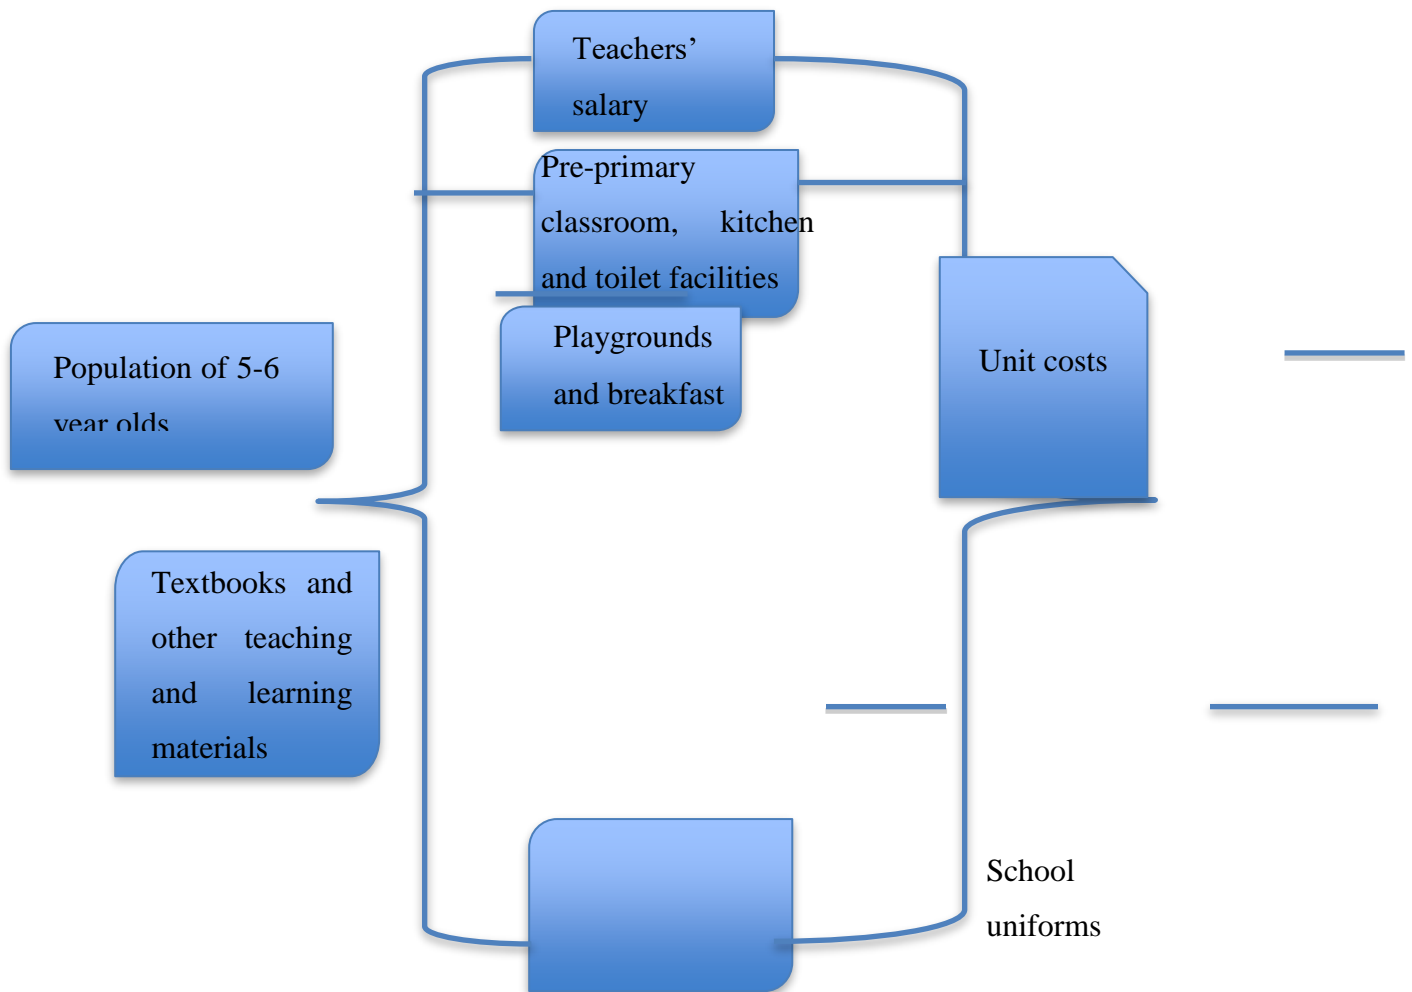 Teachers’
salary
Pre-primary
classroom, kitchen
and toilet facilities
Playgrounds
and breakfast
Population of 5-6
year olds
Unit costs
Textbooks and
other teaching
and learning
materials
School
uniforms